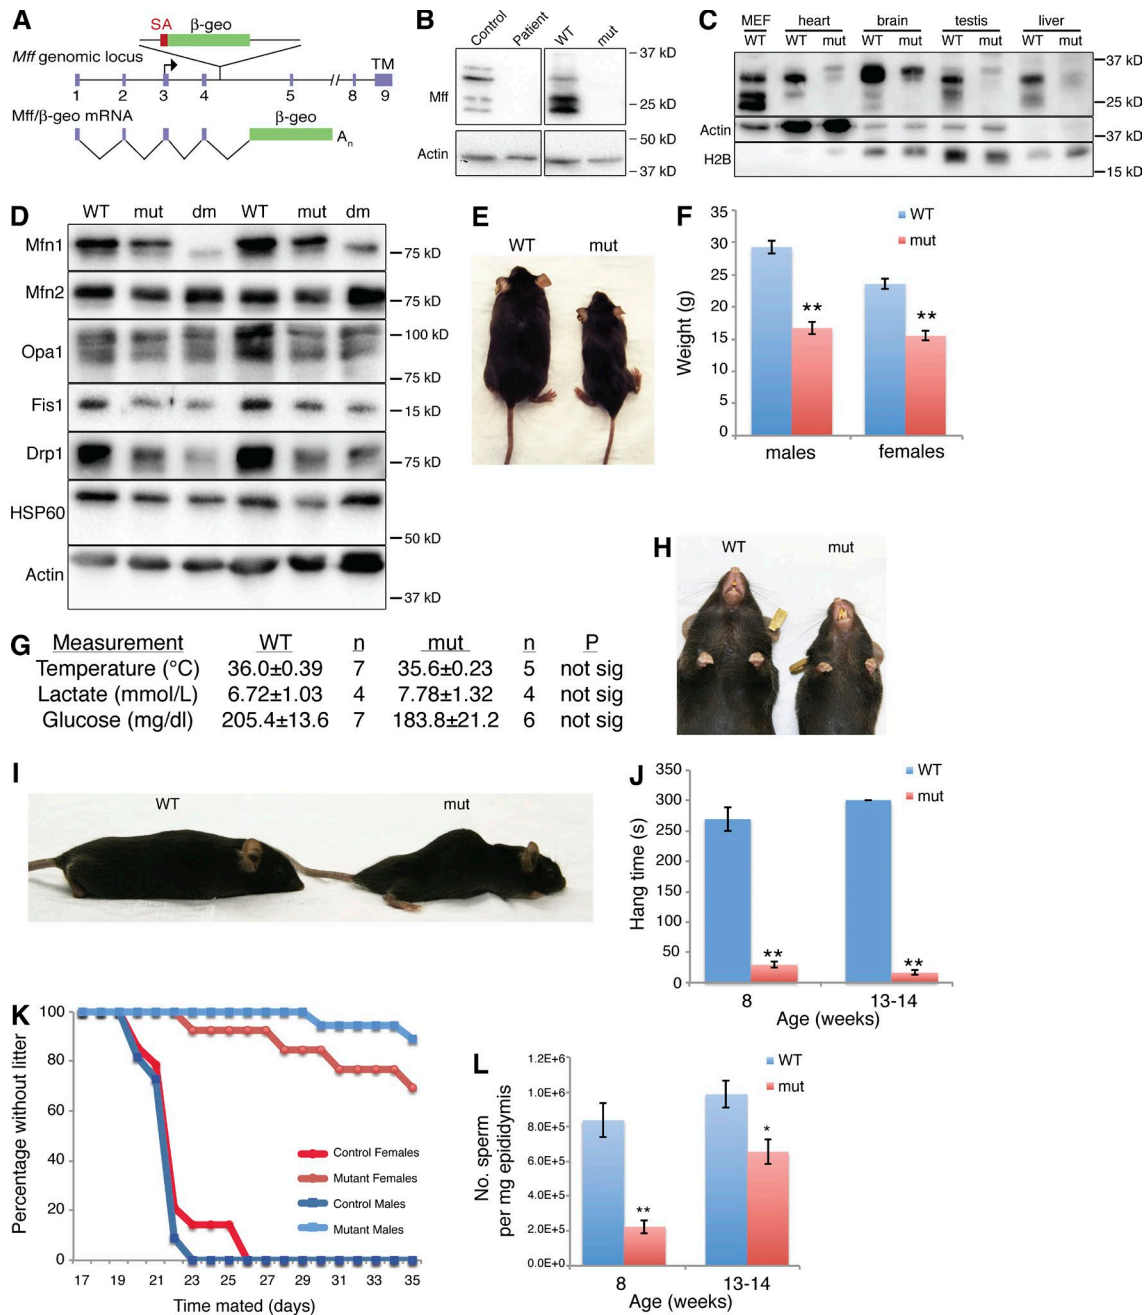 A
SA β-geo
Mff genomic locus
TM
1 2 3 4 5 8 9
Mff/β-geo mRNA
β-geo
An
B
Control Patient WT mut
37 kD
Mff
25 kD
50 kD
Actin
37 kD
C
MEF heart brain testis liver
WT WT mut WT mut WT mut WT mut
37 kD
25 kD
Actin
37 kD
H2B
15 kD
D
WT mut dm WT mut dm
Mfn1
75 kD
Mfn2
75 kD
100 kD
Opa1
75 kD
Fis1
15 kD
Drp1
75 kD
HSP60
50 kD
Actin
37 kD
E
WT mut
F
35
30
25
20
15
10
5
0
Weight (g)
WT
mut
**
**
males females
G
Measurement WT n mut n P
Temperature (°C) 36.0±0.39 7 35.6±0.23 5 not sig
Lactate (mmol/L) 6.72±1.03 4 7.78±1.32 4 not sig
Glucose (mg/dl) 205.4±13.6 7 183.8±21.2 6 not sig
H
WT mut
I
WT mut
J
350
300
250
200
150
100
50
0
Hang time (s)
WT
mut
**
**
8 13-14
Age (weeks)
K
100
80
60
40
20
0
Percentage without litter
Control Females
Mutant Females
Control Males
Mutant Males
17 19 21 23 25 27 29 31 33 35
Time mated (days)
L
1.2E+6
1.0E+6
8.0E+5
6.0E+5
4.0E+5
2.0E+5
0.0E+0
No. sperm
per mg epididymis
WT
mut
**
*
8 13-14
Age (weeks)